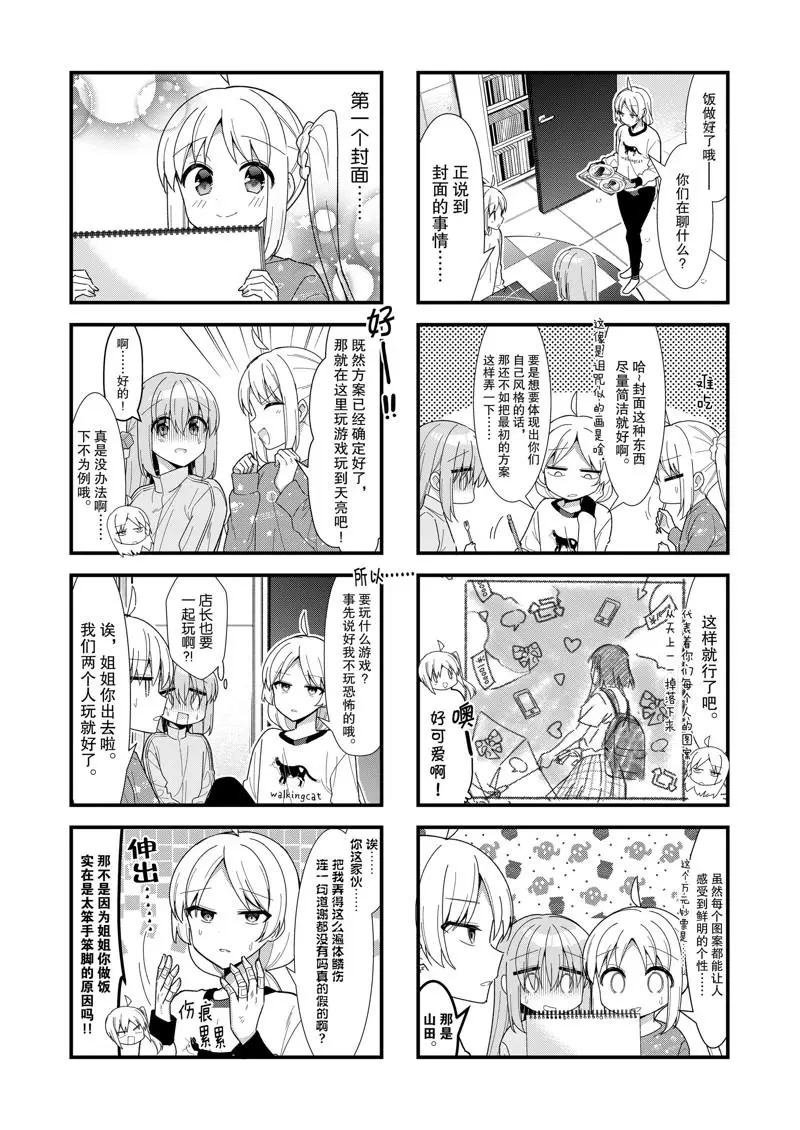 饭做好了哦——
你们在聊什么？
正说到
封面的事情…
难吃
哈~封面这种东西
尽量简洁就好啊。
要是想要体现出你们
自己风格的话，
那还不如把最初的方案
这样弄一下……
这像是诅咒似的画是啥
这样就行了吧。
代表着你们每个人的图案
从天上一一掉落下来
噢——
好可爱啊！
虽然每个图案都能让人
感受到鲜明的个性…
这个万元钞票是…
那是
山田。
第一个封面……
好——!!
既然方案已经确定好了，
那就在这里玩游戏玩到天亮吧！
啊……好的！
真是没办法啊…
下不为例哦。
所以……
要玩什么游戏？
事先说好我不玩恐怖的哦。
walkingcat
店长也要
一起玩啊?!
诶，姐姐你出去啦。
我们两个人玩就好了。
诶……
你这家伙
把我弄得这么遍体鳞伤
连一句道谢都没有吗真的假的啊？
伤痕
累累
伸出……
那不是因为姐姐你做饭
实在是太笨手笨脚的原因吗!!